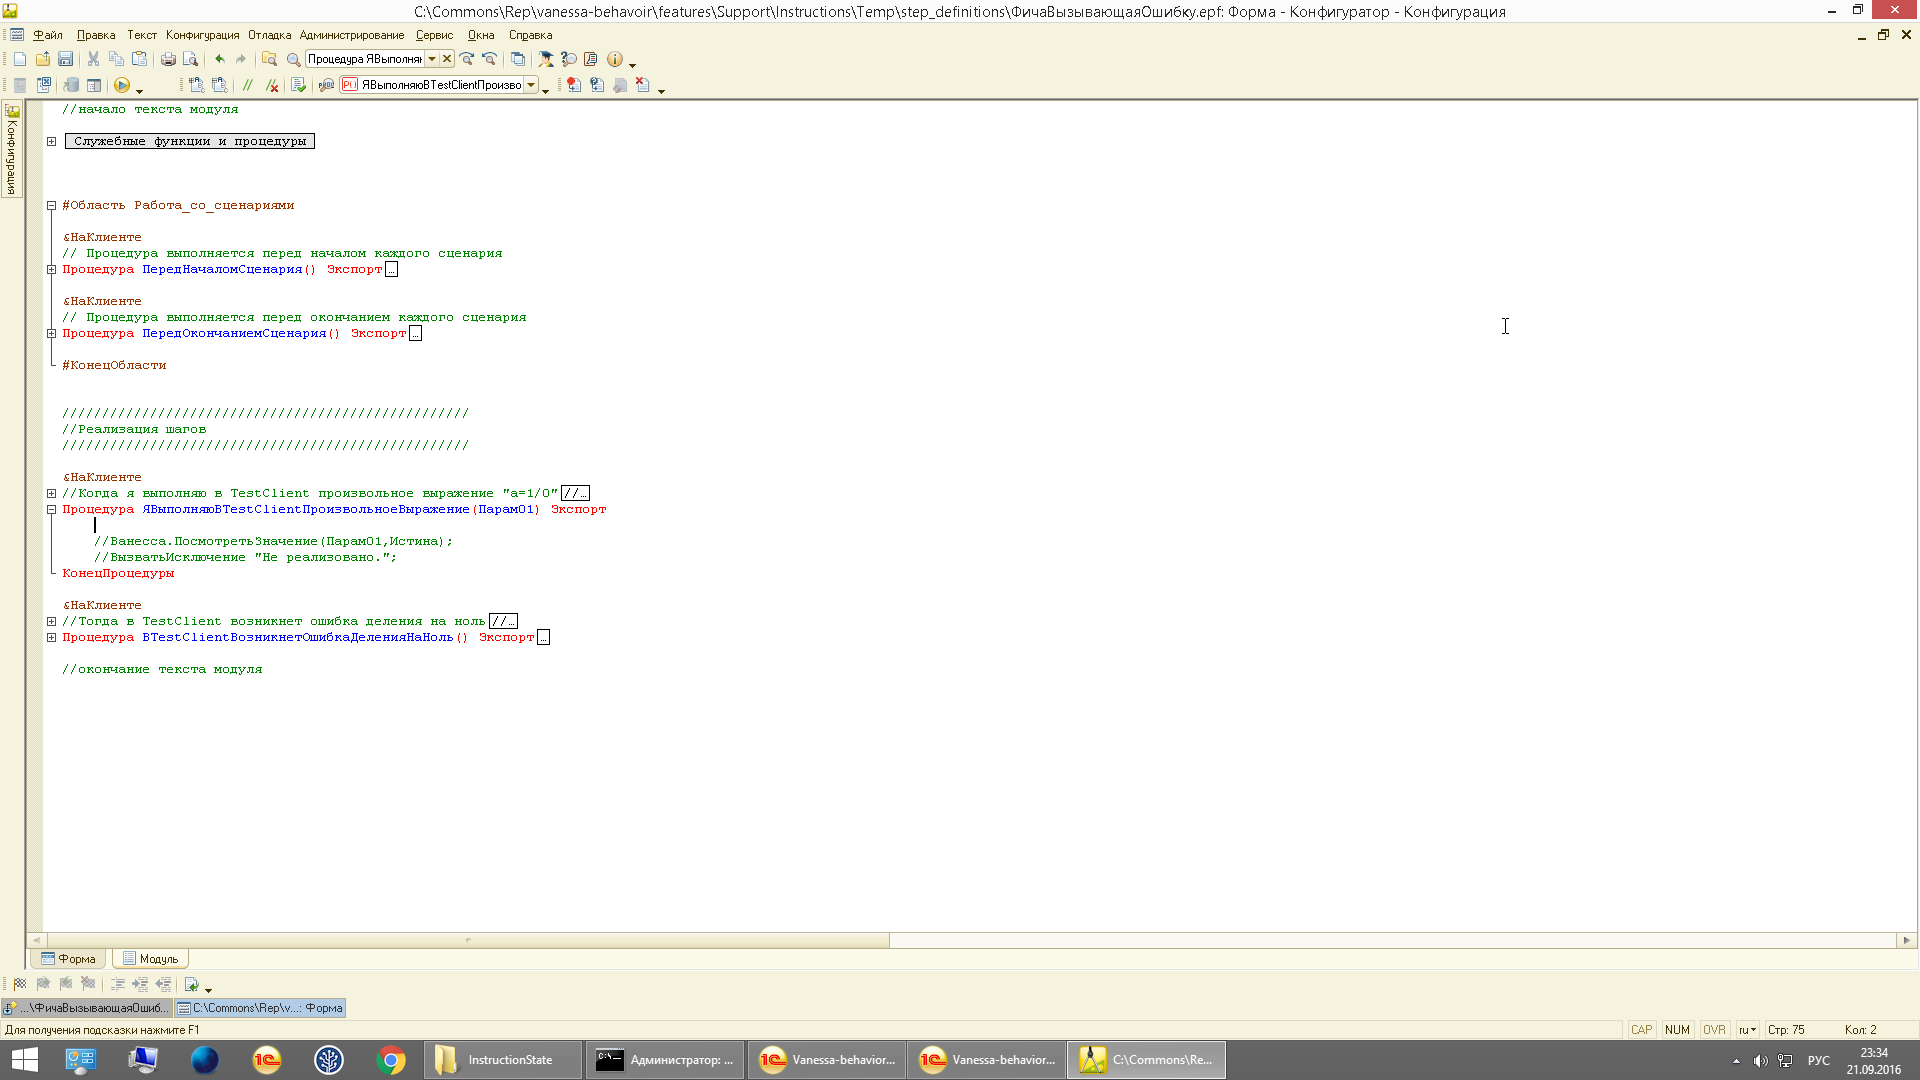 C:\Commons\Rep\vanessa-behavoir\features\Support\Instructions\Temp\step_definitions\ФичаВызывающаяОшибку.epf: Форма - Конфигуратор - Конфигурация
Файл Правка Текст Конфигурация Отладка Администрирование Сервис Окна Справка
Процедура ЯВыполня
ЯВыполняюВTestClientПроизво
Конфигурация
//начало текста модуля
Служебные функции и процедуры
#Область Работа_со_сценариями
&НаКлиенте
// Процедура выполняется перед началом каждого сценария
Процедура ПередНачаломСценария() Экспорт...
&НаКлиенте
// Процедура выполняется перед окончанием каждого сценария
Процедура ПередОкончаниемСценария() Экспорт...
#КонецОбласти
///////////////////////////////////////////////////
//Реализация шагов
///////////////////////////////////////////////////
&НаКлиенте
//Когда я выполняю в TestClient произвольное выражение "а=1/0"//...
Процедура ЯВыполняюВTestClientПроизвольноеВыражение(Парам01) Экспорт
//Ванесса.ПосмотретьЗначение(Парам01,Истина);
//ВызватьИсключение "Не реализовано.";
КонецПроцедуры
&НаКлиенте
//Тогда в TestClient возникнет ошибка деления на ноль//...
Процедура ВTestClientВозникнетОшибкаДеленияНаНоль() Экспорт...
//окончание текста модуля
Форма Модуль
...\ФичаВызывающаяОшиб... C:\Commons\Rep\v...: Форма
Для получения подсказки нажмите F1 CAP NUM OVR ru Стр: 75 Кол: 2
InstructionState Администратор: ... Vanessa-behavior... Vanessa-behavior... C:\Commons\Re... РУС 23:34
21.09.2016